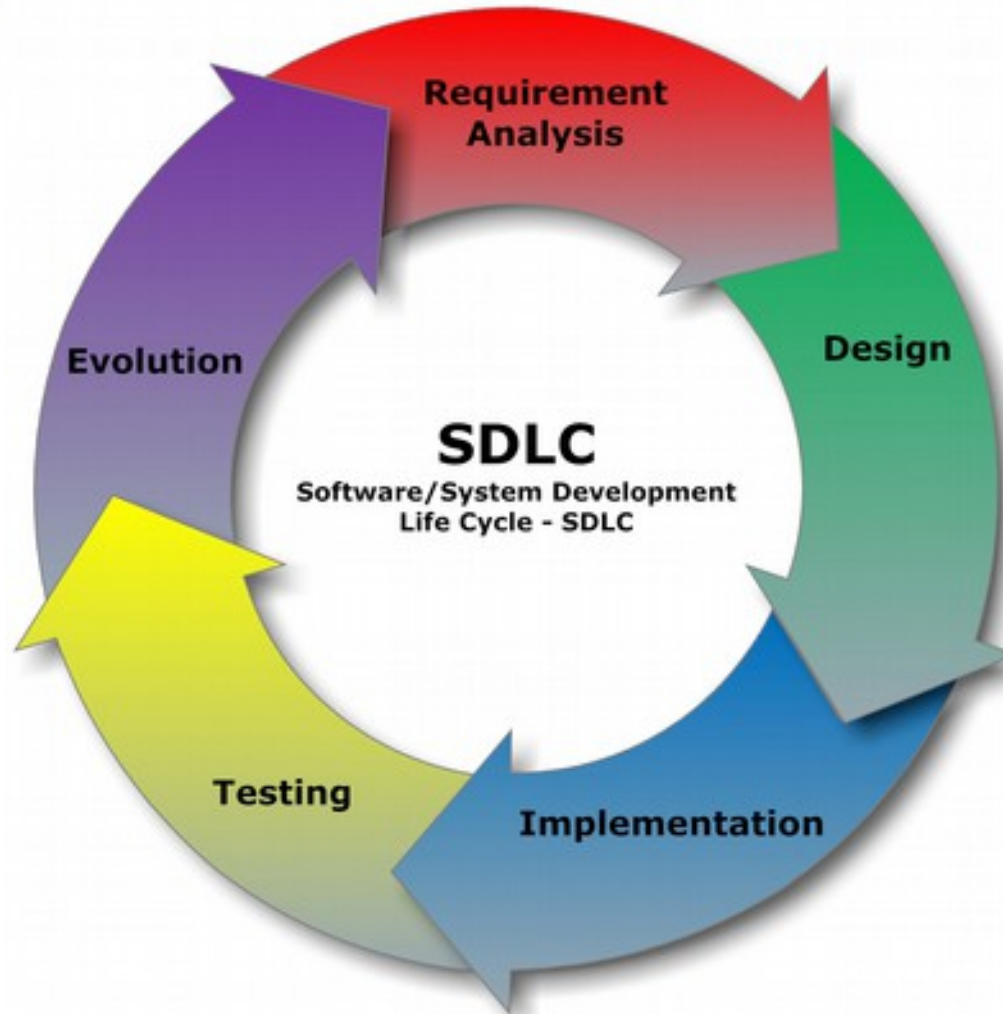 Requirement
Analysis
Design
Evolution
SDLC
Software/System Development
Life Cycle - SDLC
Testing
Implementation